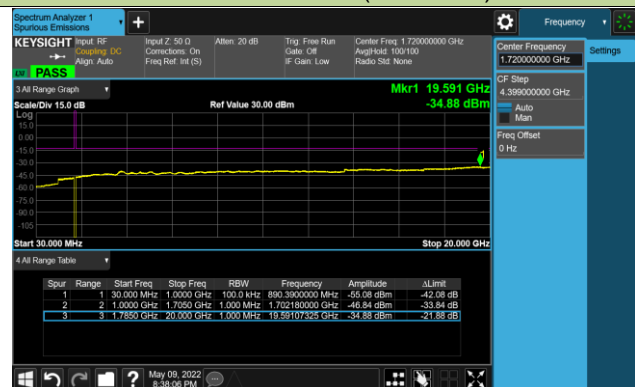 Spectrum Analyzer 1
Spurious Emissions
Frequency
KEYSIGHT
Input: RF
Coupling: DC
Align: Auto
Input Z: 50 Ω
Corrections: On
Freq Ref: Int (S)
Atten: 20 dB
Trig: Free Run
Gate: Off
IF Gain: Low
Center Freq: 1.720000000 GHz
Avg|Hold: 100/100
Radio Std: None
PASS
Center Frequency
1.720000000 GHz
Settings
CF Step
4.399000000 GHz
Auto
Man
Freq Offset
0 Hz
3 All Range Graph
Mkr1 19.591 GHz
Scale/Div 15.0 dB
Ref Value 30.00 dBm
-34.88 dBm
Log
15.0
0.00
-15.0
-30.0
-45.0
-60.0
-75.0
-90.0
-105
Start 30.000 MHz
Stop 20.000 GHz
4 All Range Table
Spur Range Start Freq Stop Freq RBW Frequency Amplitude ΔLimit
1 1 30.000 MHz 1.0000 GHz 100.0 kHz 890.3900000 MHz -55.08 dBm -42.08 dB
2 2 1.0000 GHz 1.7050 GHz 1.000 MHz 1.702180000 GHz -46.84 dBm -33.84 dB
3 3 1.7850 GHz 20.000 GHz 1.000 MHz 19.59107325 GHz -34.88 dBm -21.88 dB
May 09, 2022
8:38:06 PM